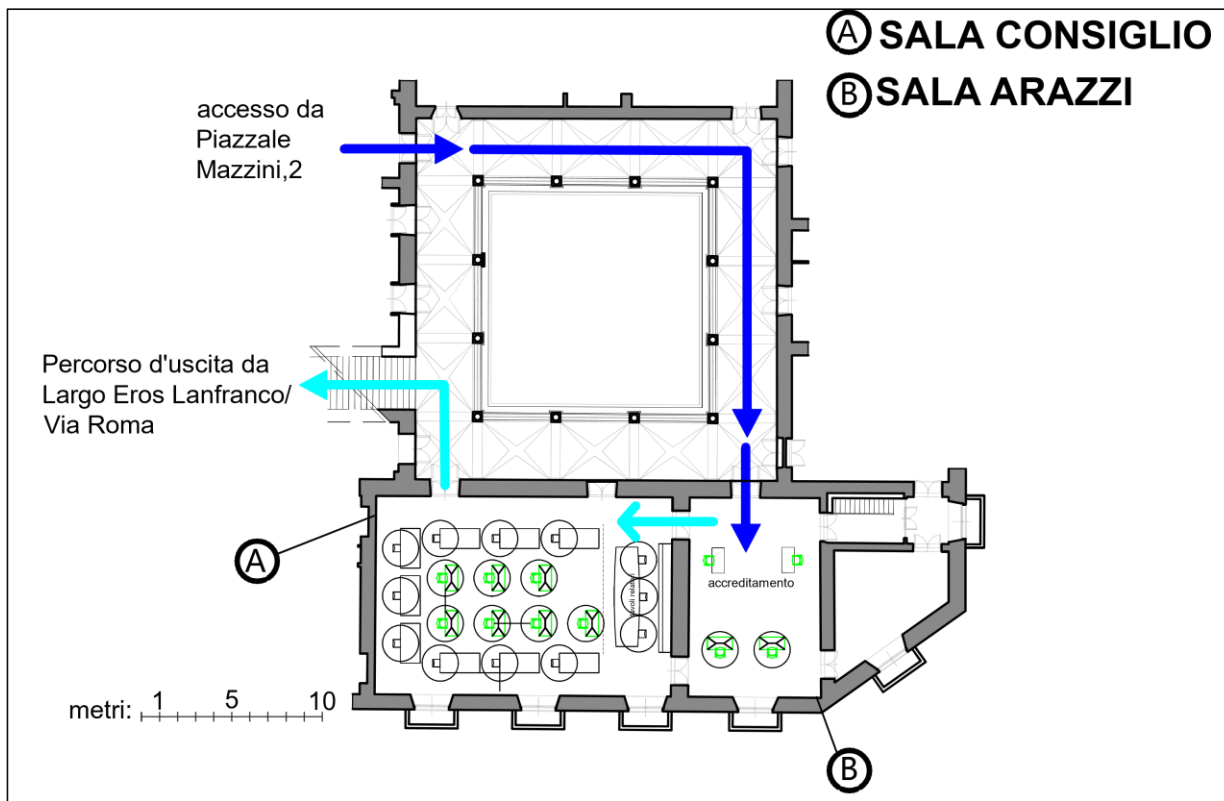 A SALA CONSIGLIO
B SALA ARAZZI
accesso da
Piazzale
Mazzini,2
Percorso d'uscita da
Largo Eros Lanfranco/
Via Roma
A
accreditamento
metri: 1 5 10
B